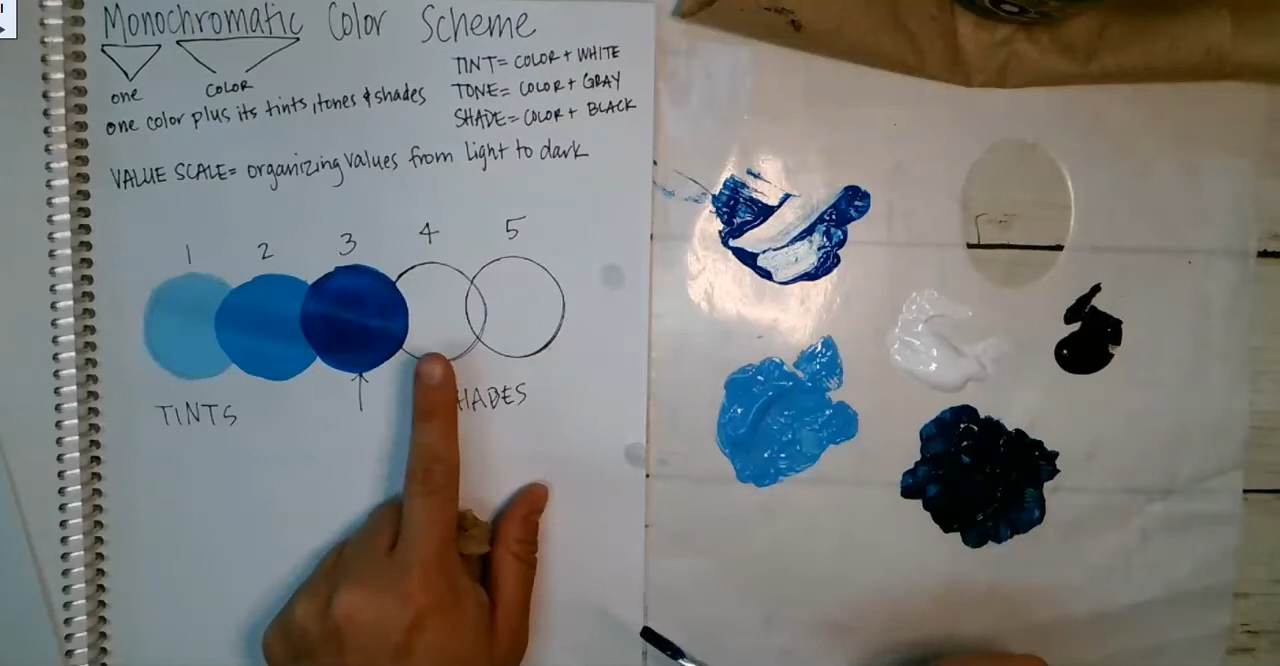 Monochromatic Color Scheme
one
COLOR
one color plus its tints, tones & shades
TINT= COLOR + WHITE
TONE= COLOR + GRAY
SHADE= COLOR + BLACK
VALUE SCALE= organizing values from light to dark
1 2 3 4 5
TINTS
HADES